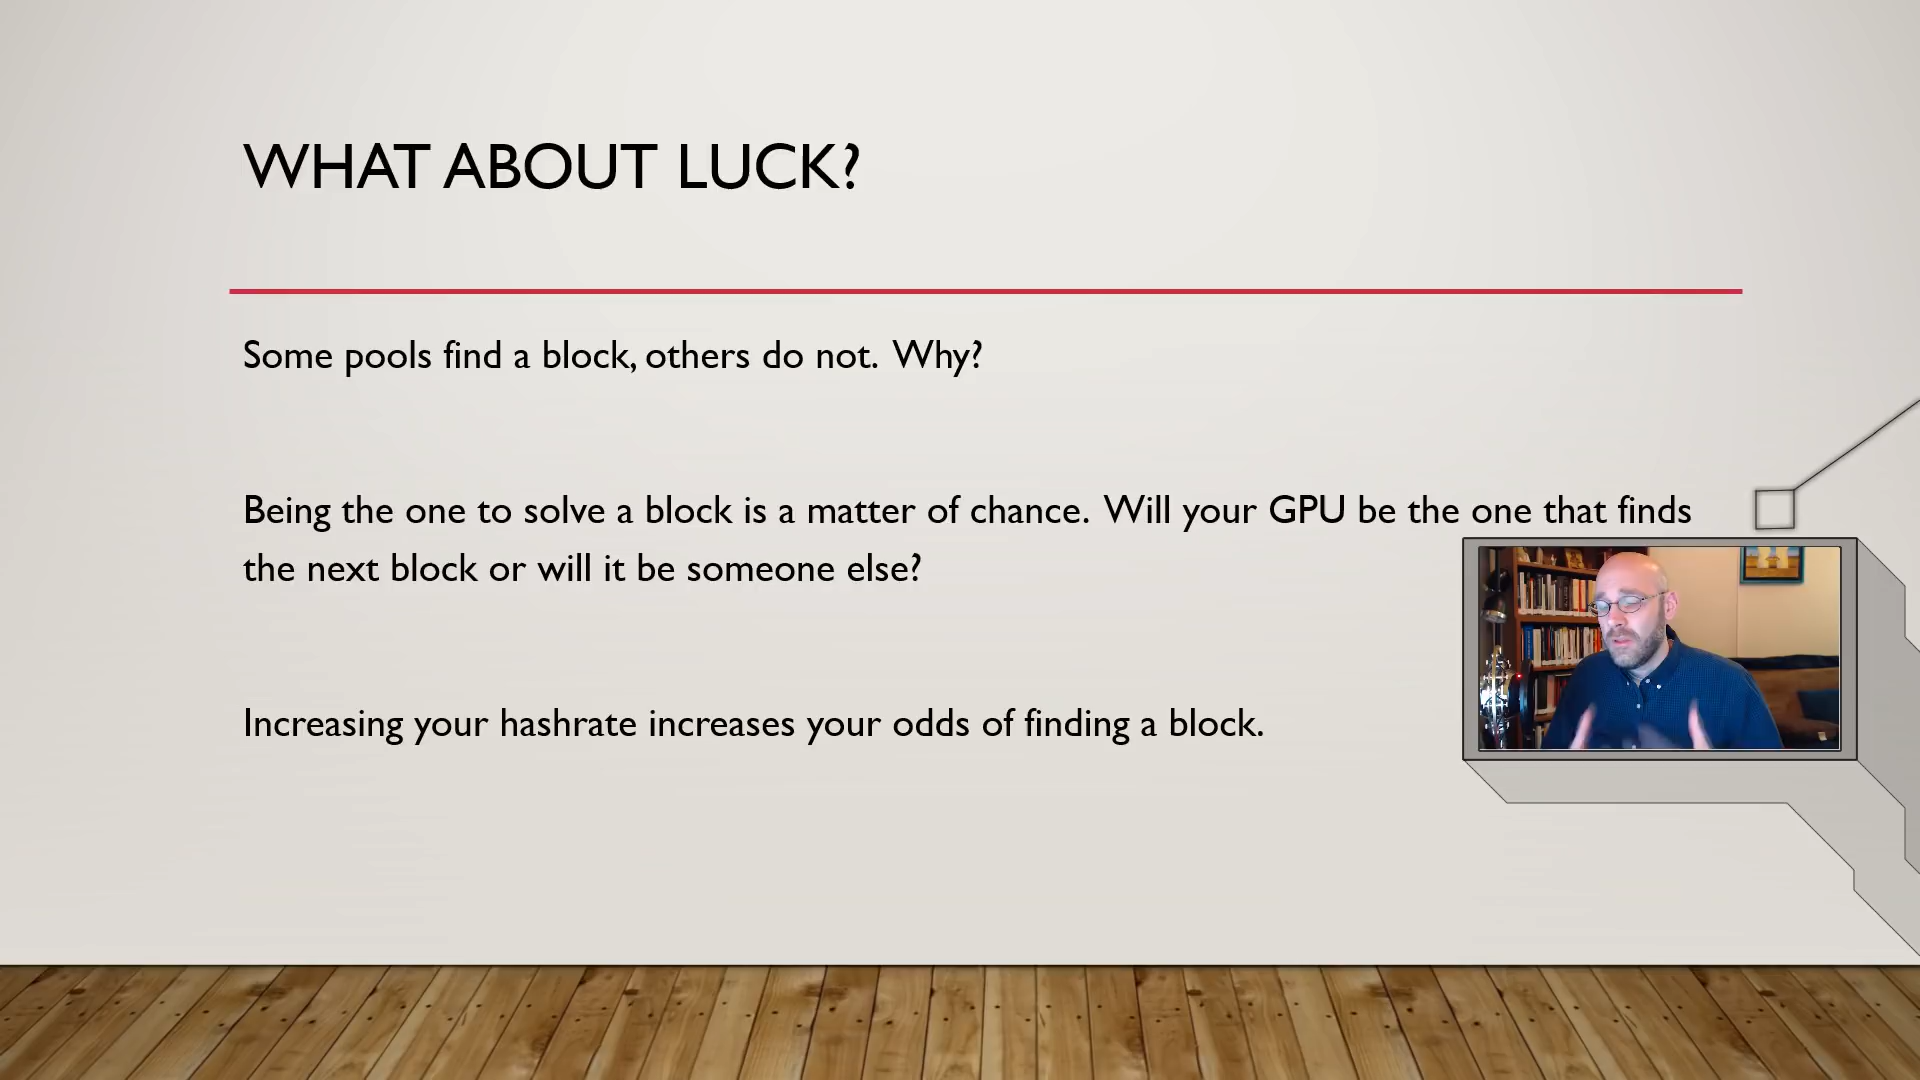 WHAT ABOUT LUCK?
Some pools find a block, others do not.  Why?
Being the one to solve a block is a matter of chance.  Will your GPU be the one that finds
the next block or will it be someone else?
Increasing your hashrate increases your odds of finding a block.